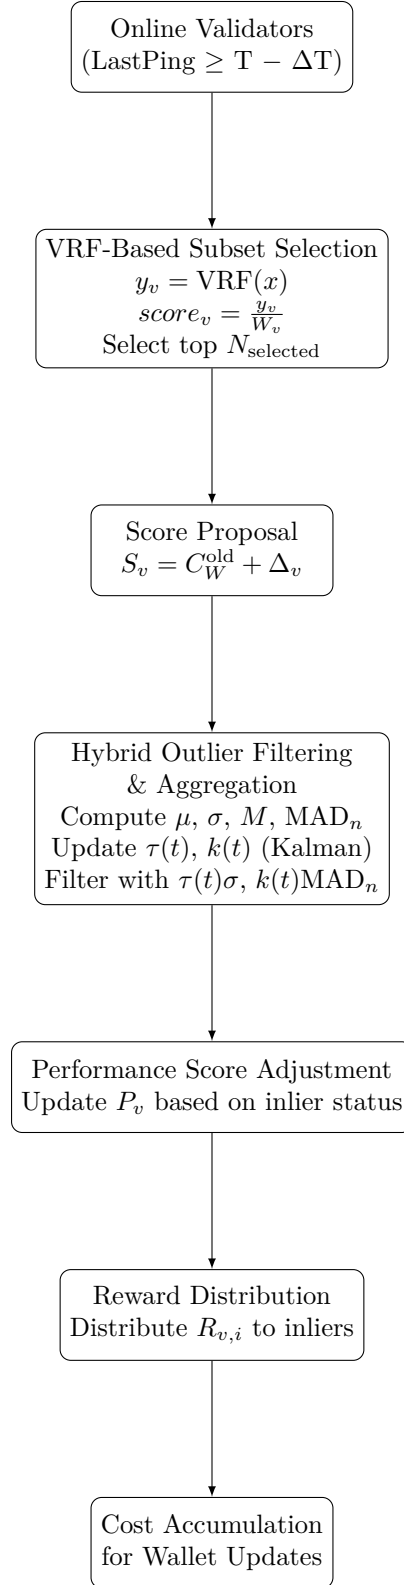 Online Validators
(LastPing ≥ T − ΔT)
VRF-Based Subset Selection
y_v = VRF(x)
score_v = y_v/W_v
Select top N_selected
Score Proposal
S_v = C_W^old + Δ_v
Hybrid Outlier Filtering
& Aggregation
Compute μ, σ, M, MAD_n
Update τ(t), k(t) (Kalman)
Filter with τ(t)σ, k(t)MAD_n
Performance Score Adjustment
Update P_v based on inlier status
Reward Distribution
Distribute R_{v,i} to inliers
Cost Accumulation
for Wallet Updates